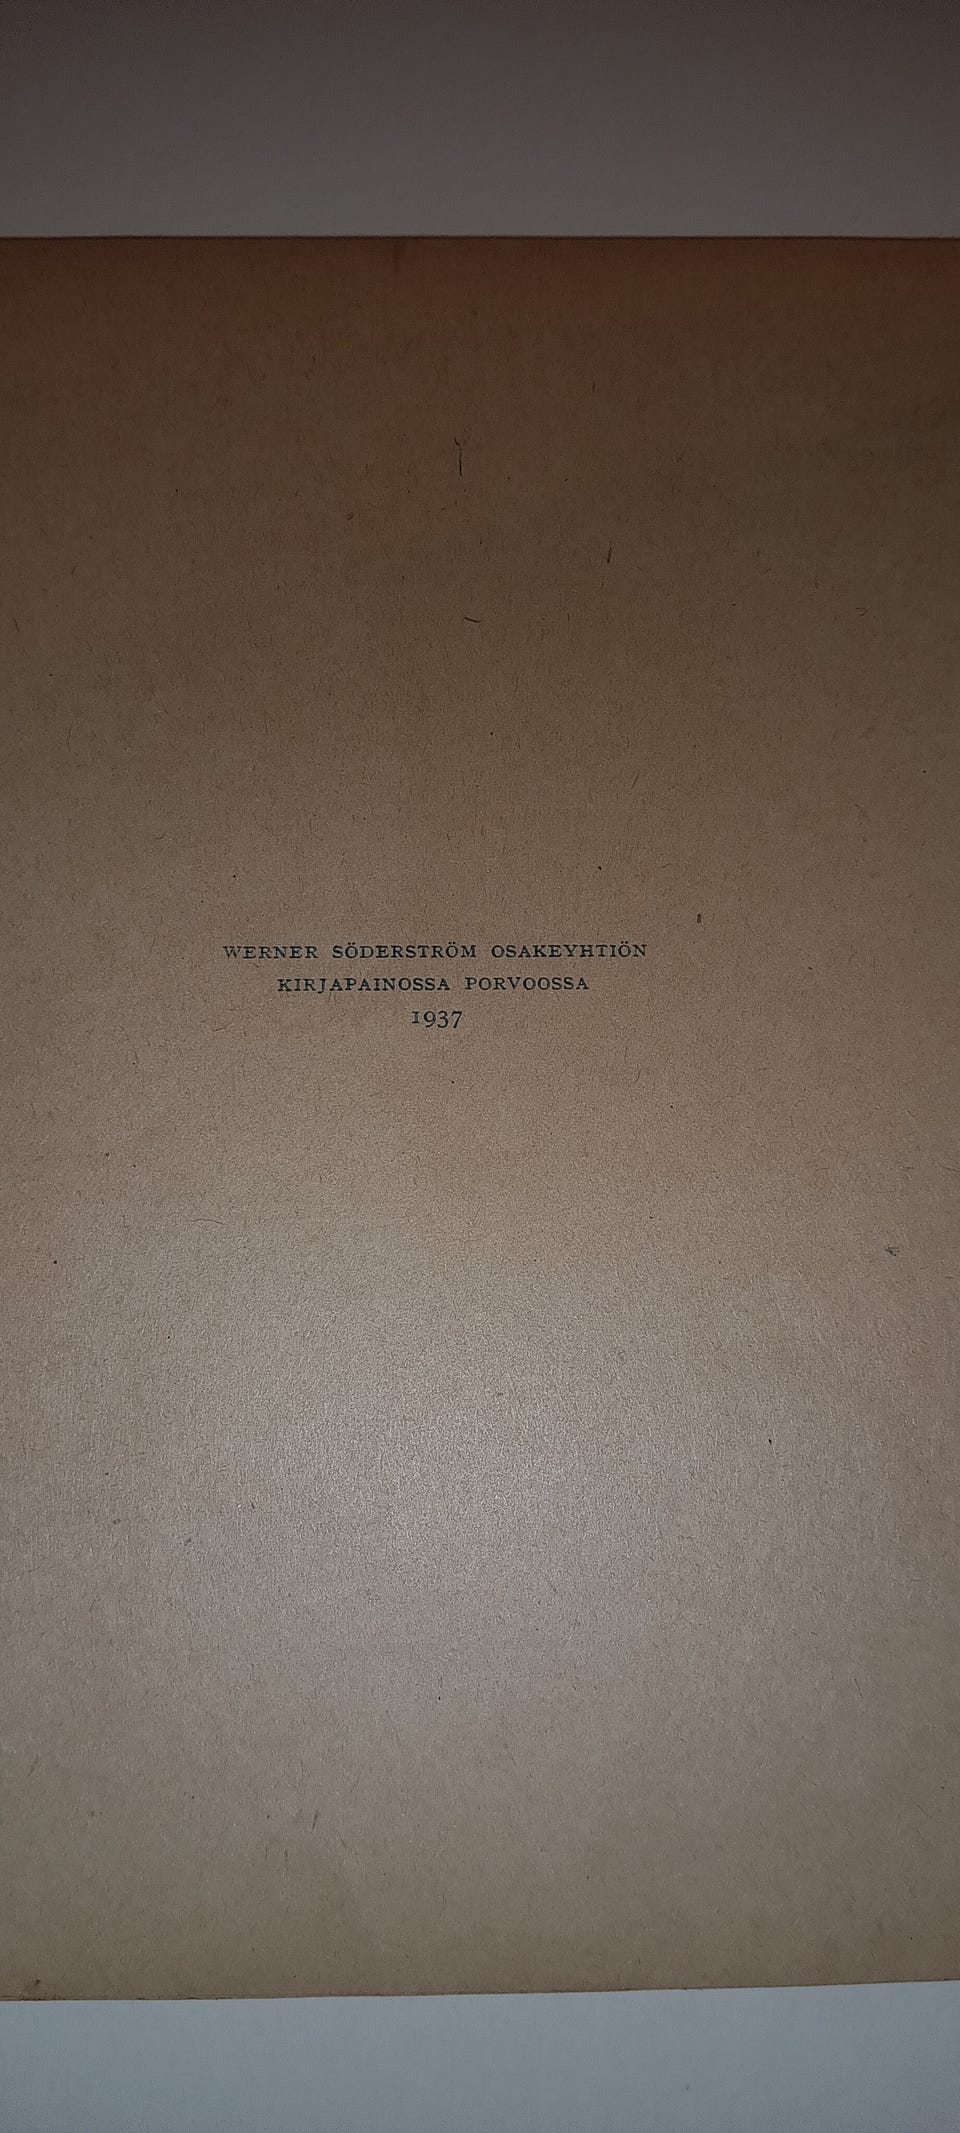 WERNER SÖDERSTRÖM OSAKEYHTIÖN
KIRJAPAINOSSA PORVOOSSA
1937